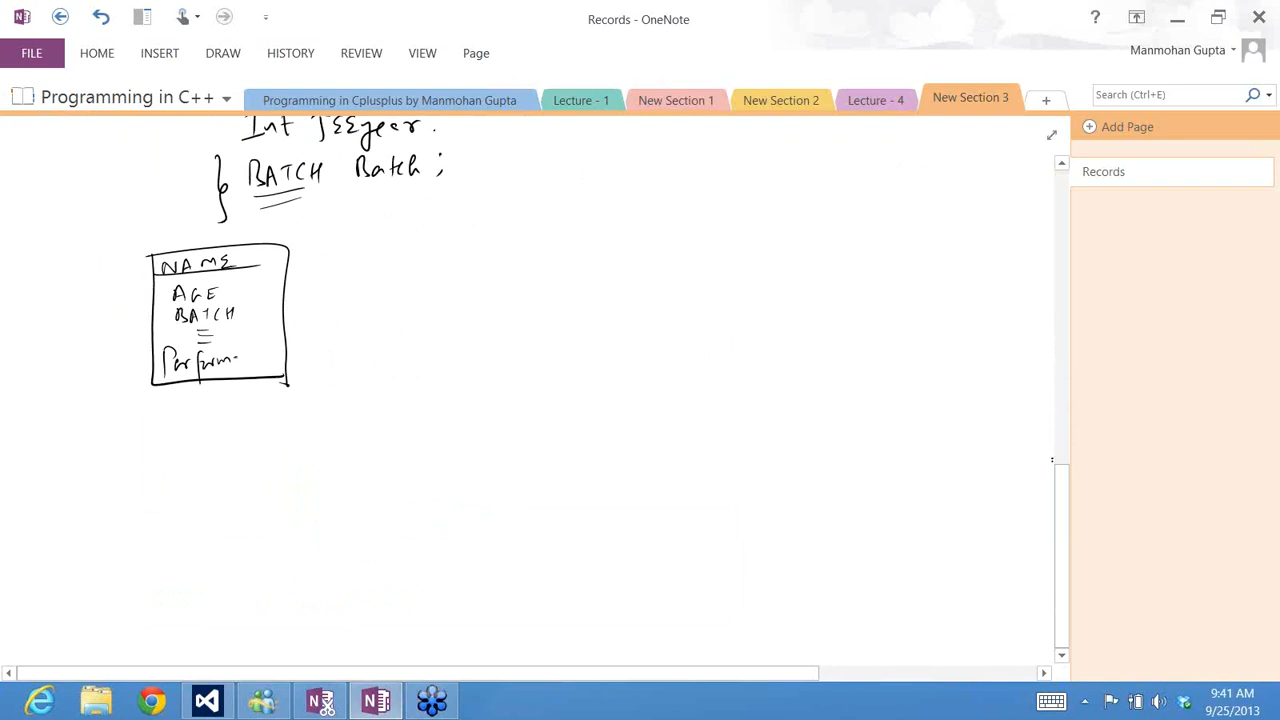 Records - OneNote
?
Manmohan Gupta
FILE HOME INSERT DRAW HISTORY REVIEW VIEW Page
Programming in C++
Programming in Cplusplus by Manmohan Gupta
Lecture - 1
New Section 1
New Section 2
Lecture - 4
New Section 3
Search (Ctrl+E)
Add Page
Records
Int JEEyear.
} BATCH Batch ;
NAME
AGE
BATCH
Perform-
9:41 AM
9/25/2013